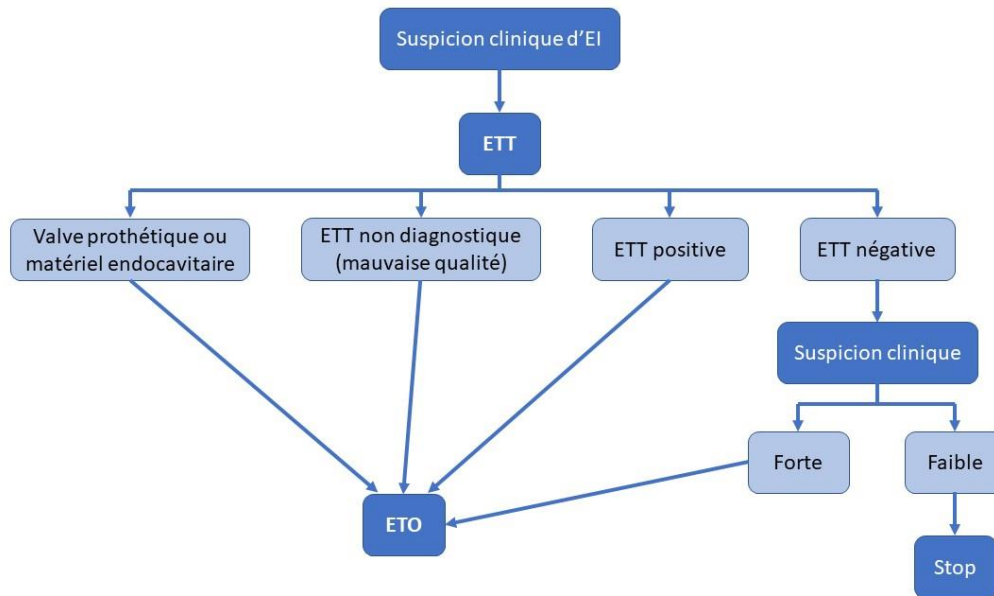 Suspicion clinique d’EI
ETT
Valve prothétique ou
matériel endocavitaire
ETT non diagnostique
(mauvaise qualité)
ETT positive
ETT négative
Suspicion clinique
Forte
Faible
ETO
Stop